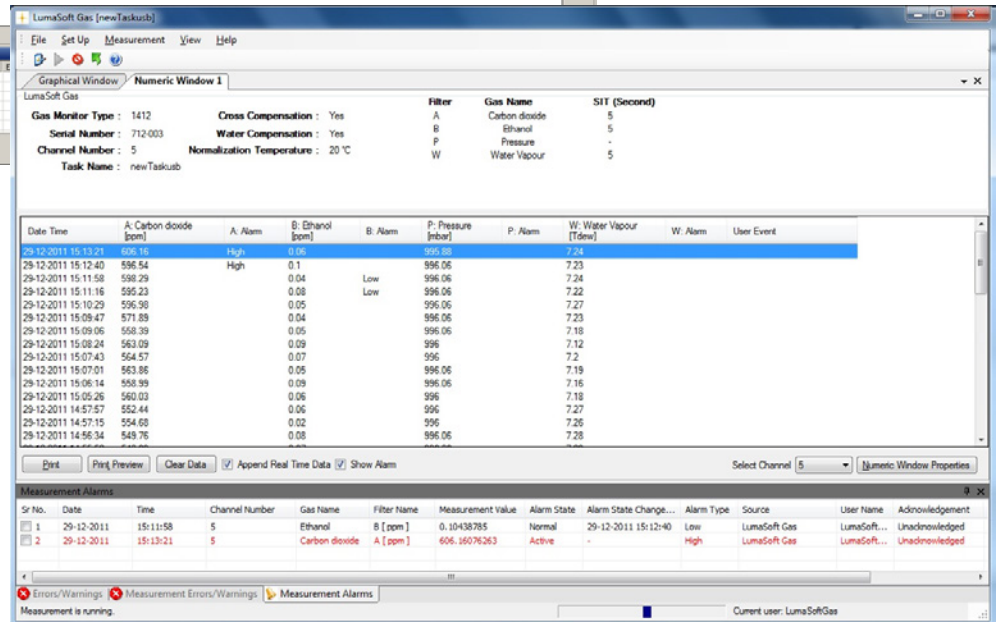 LumaSoft Gas [newTaskusb]
File Set Up Measurement View Help
Graphical Window Numeric Window 1
LumaSoft Gas
Gas Monitor Type : 1412 Cross Compensation : Yes
Serial Number : 712-003 Water Compensation : Yes
Channel Number : 5 Normalization Temperature : 20 °C
Task Name : newTaskusb
Filter Gas Name SIT (Second)
A Carbon dioxide 5
B Ethanol 5
P Pressure -
W Water Vapour 5
Date Time A: Carbon dioxide [ppm] A: Alarm B: Ethanol [ppm] B: Alarm P: Pressure [mbar] P: Alarm W: Water Vapour [Tdew] W: Alarm User Event
29-12-2011 15:13:21 606.16 High 0.06 995.88 7.24
29-12-2011 15:12:40 596.54 High 0.1 996.06 7.23
29-12-2011 15:11:58 598.29 0.04 Low 996.06 7.24
29-12-2011 15:11:16 595.23 0.08 Low 996.06 7.22
29-12-2011 15:10:29 596.98 0.05 996.06 7.27
29-12-2011 15:09:47 571.89 0.04 996.06 7.23
29-12-2011 15:09:06 558.39 0.05 996.06 7.18
29-12-2011 15:08:24 563.09 0.09 996 7.12
29-12-2011 15:07:43 564.57 0.07 996 7.2
29-12-2011 15:07:01 563.86 0.05 996.06 7.19
29-12-2011 15:06:14 558.99 0.09 996.06 7.16
29-12-2011 15:05:26 560.03 0.06 996 7.18
29-12-2011 14:57:57 552.44 0.06 996 7.27
29-12-2011 14:57:15 554.68 0.02 996 7.26
29-12-2011 14:56:34 549.76 0.08 996.06 7.28
Print Print Preview Clear Data Append Real Time Data Show Alarm Select Channel 5 Numeric Window Properties
Measurement Alarms
Sr No. Date Time Channel Number Gas Name Filter Name Measurement Value Alarm State Alarm State Change... Alarm Type Source User Name Acknowledgement
1 29-12-2011 15:11:58 5 Ethanol B [ ppm ] 0.10438785 Normal 29-12-2011 15:12:40 Low LumaSoft Gas LumaSoft... Unacknowledged
2 29-12-2011 15:13:21 5 Carbon dioxide A [ ppm ] 606.16076263 Active - High LumaSoft Gas LumaSoft... Unacknowledged
Errors/Warnings Measurement Errors/Warnings Measurement Alarms
Measurement is running. Current user: LumaSoftGas